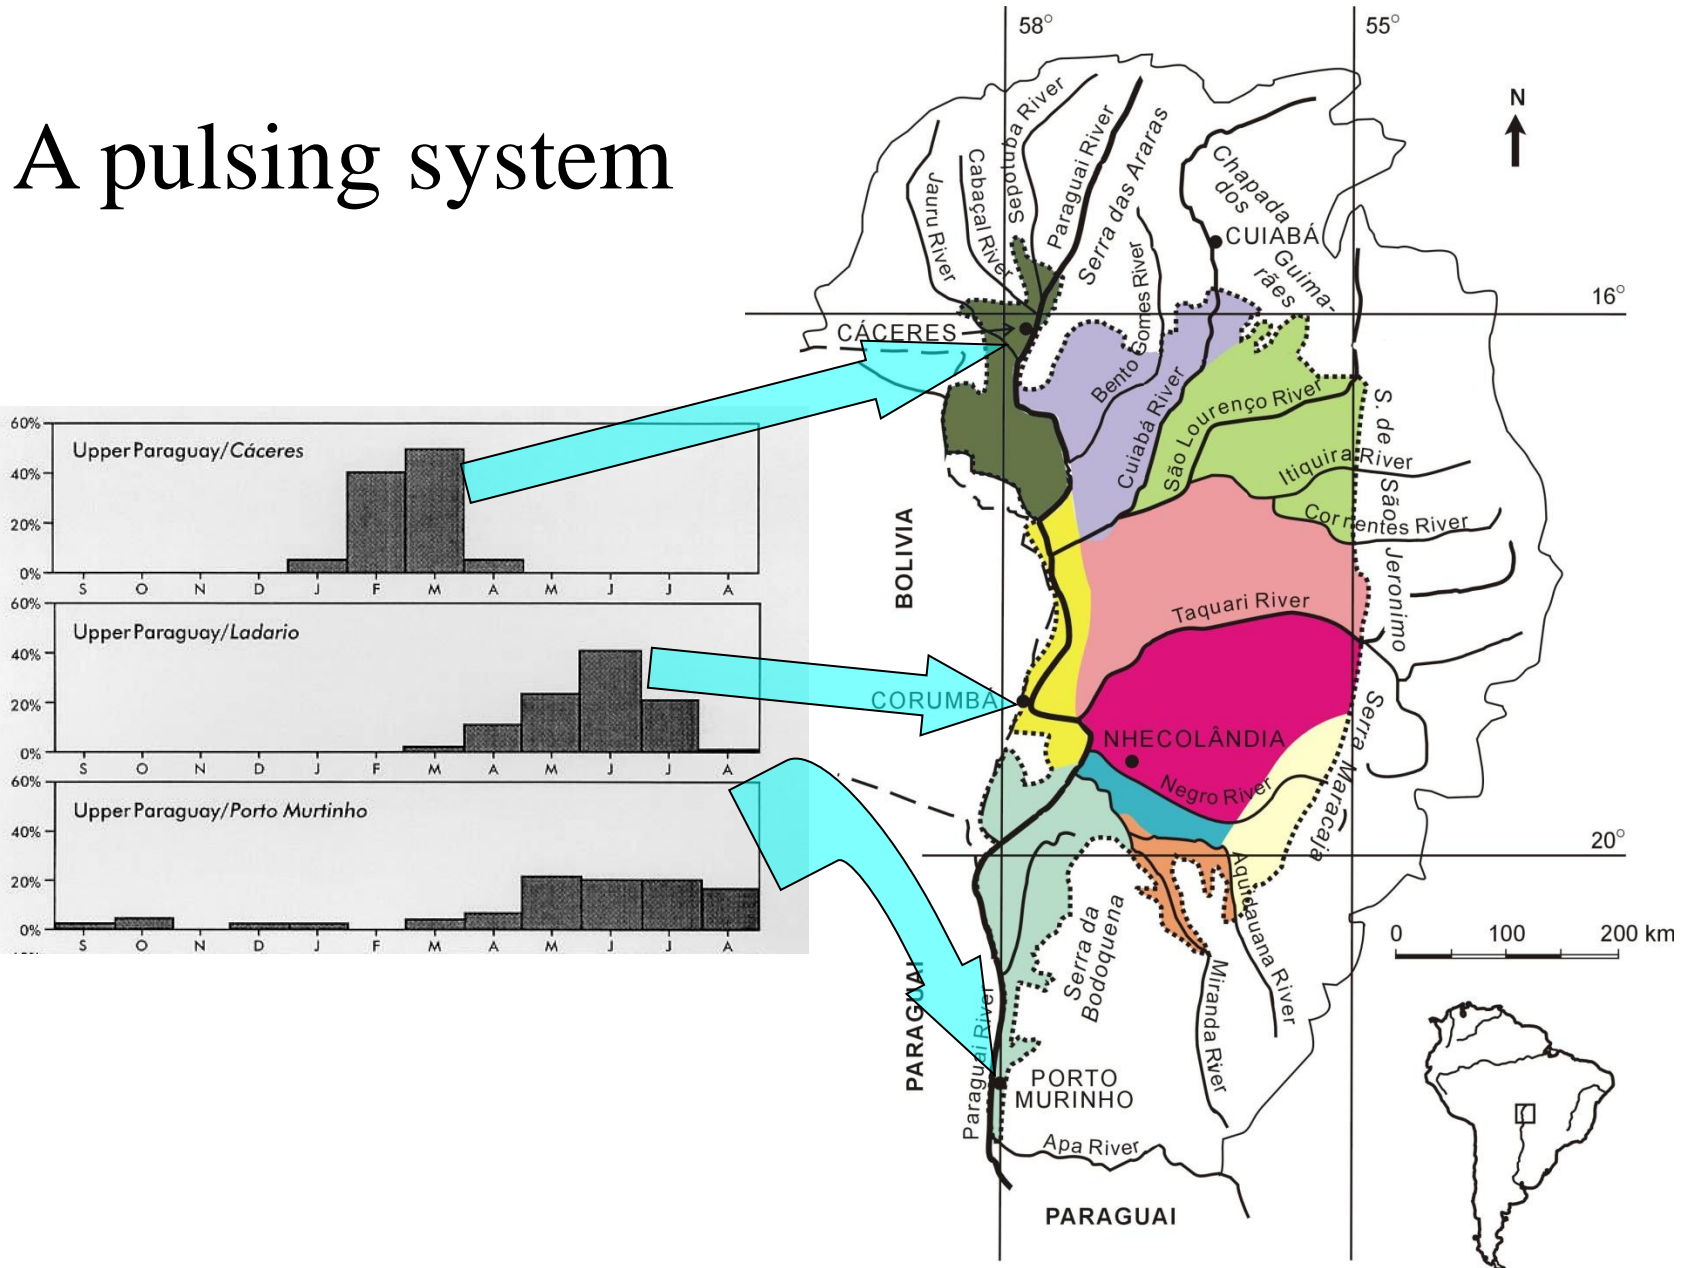 A pulsing system
60%
Upper Paraguay/Cáceres
40%
20%
0%
S O N D J F M A M J J A
60%
Upper Paraguay/Ladario
40%
20%
0%
S O N D J F M A M J J A
60%
Upper Paraguay/Porto Murtinho
40%
20%
0%
S O N D J F M A M J J A
58°
55°
N
16°
20°
Jauru River
Cabaçal River
Sepotuba River
Paraguai River
Serra das Araras
Chapada
dos
Guima-
rães
CUIABÁ
CÁCERES
Bento Gomes River
Cuiabá River
São Lourenço River
Itiquira River
Correntes River
S. de São Jeronimo
BOLIVIA
Taquari River
CORUMBÁ
NHECOLÂNDIA
Negro River
Serra Maracaja
Aquidauana River
Miranda River
Serra da
Bodoquena
PARAGUAI
Paraguai River
PORTO
MURINHO
Apa River
PARAGUAI
0 100 200 km